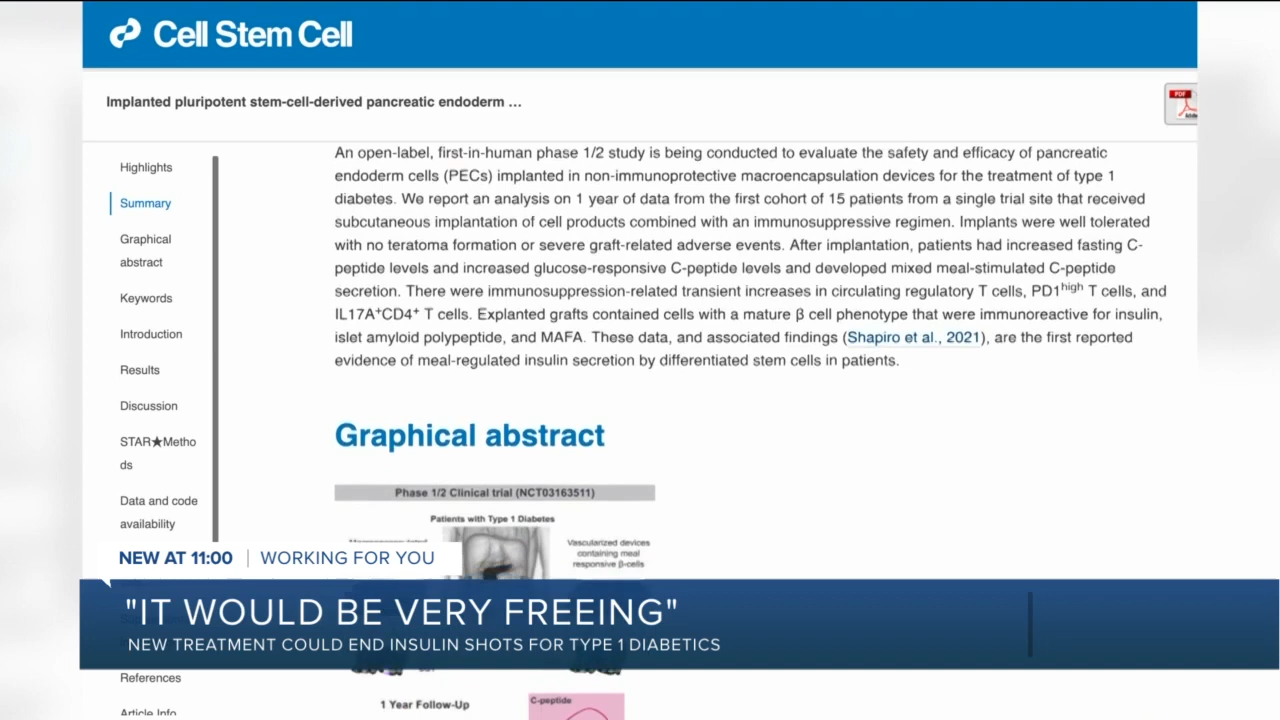 Cell Stem Cell
Implanted pluripotent stem-cell-derived pancreatic endoderm ...
PDF
Highlights
Summary
Graphical
abstract
Keywords
Introduction
Results
Discussion
STAR★Metho
ds
Data and code
availability
References
Article Info
An open-label, first-in-human phase 1/2 study is being conducted to evaluate the safety and efficacy of pancreatic
endoderm cells (PECs) implanted in non-immunoprotective macroencapsulation devices for the treatment of type 1
diabetes. We report an analysis on 1 year of data from the first cohort of 15 patients from a single trial site that received
subcutaneous implantation of cell products combined with an immunosuppressive regimen. Implants were well tolerated
with no teratoma formation or severe graft-related adverse events. After implantation, patients had increased fasting C-
peptide levels and increased glucose-responsive C-peptide levels and developed mixed meal-stimulated C-peptide
secretion. There were immunosuppression-related transient increases in circulating regulatory T cells, PD1high T cells, and
IL17A+CD4+ T cells. Explanted grafts contained cells with a mature β cell phenotype that were immunoreactive for insulin,
islet amyloid polypeptide, and MAFA. These data, and associated findings (Shapiro et al., 2021), are the first reported
evidence of meal-regulated insulin secretion by differentiated stem cells in patients.
Graphical abstract
Phase 1/2 Clinical trial (NCT03163511)
Patients with Type 1 Diabetes
Vascularized devices
containing meal
responsive β-cells
NEW AT 11:00 | WORKING FOR YOU
"IT WOULD BE VERY FREEING"
NEW TREATMENT COULD END INSULIN SHOTS FOR TYPE 1 DIABETICS
1 Year Follow-Up
C-peptide